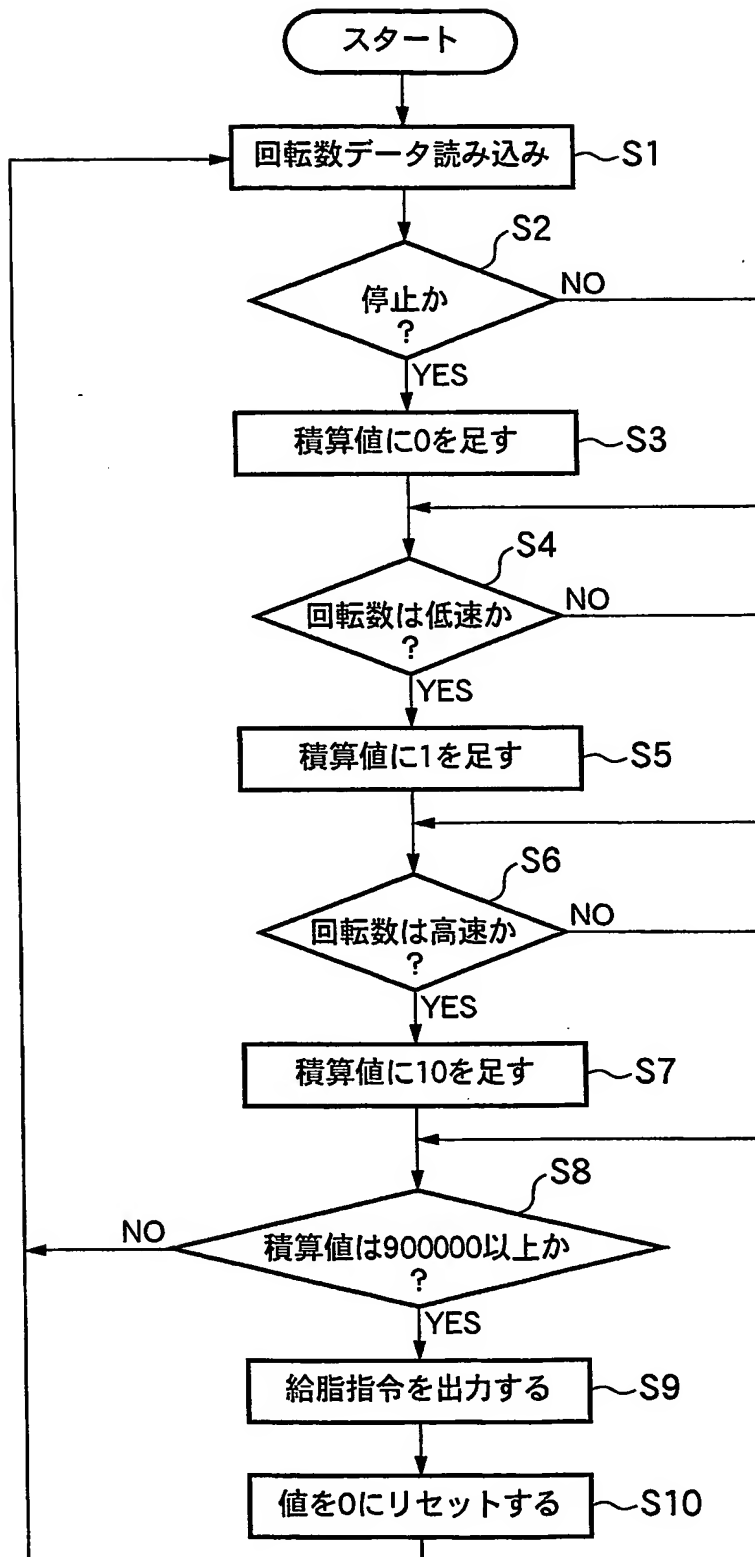 スタート
回転数データ読み込み
S1
S2
停止か
?
NO
YES
積算値に0を足す
S3
S4
回転数は低速か
?
NO
YES
積算値に1を足す
S5
S6
回転数は高速か
?
NO
YES
積算値に10を足す
S7
S8
NO
積算値は900000以上か
?
YES
給脂指令を出力する
S9
値を0にリセットする
S10